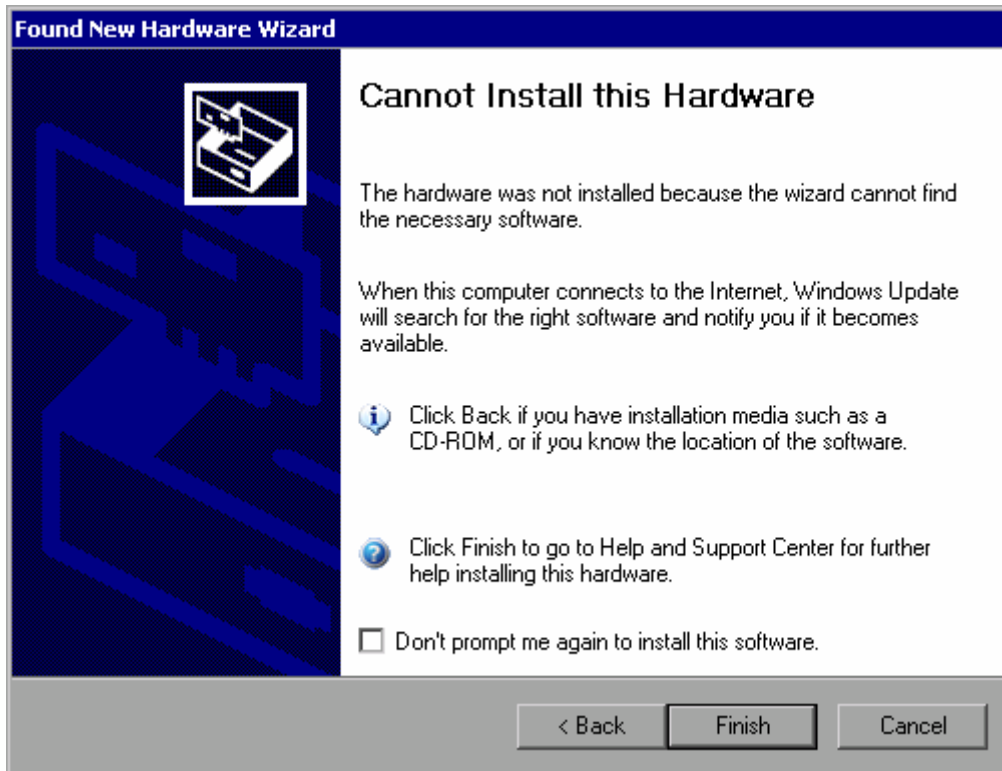 Found New Hardware Wizard
Cannot Install this Hardware
The hardware was not installed because the wizard cannot find
the necessary software.
When this computer connects to the Internet, Windows Update
will search for the right software and notify you if it becomes
available.
Click Back if you have installation media such as a
CD-ROM, or if you know the location of the software.
Click Finish to go to Help and Support Center for further
help installing this hardware.
Don't prompt me again to install this software.
< Back Finish Cancel